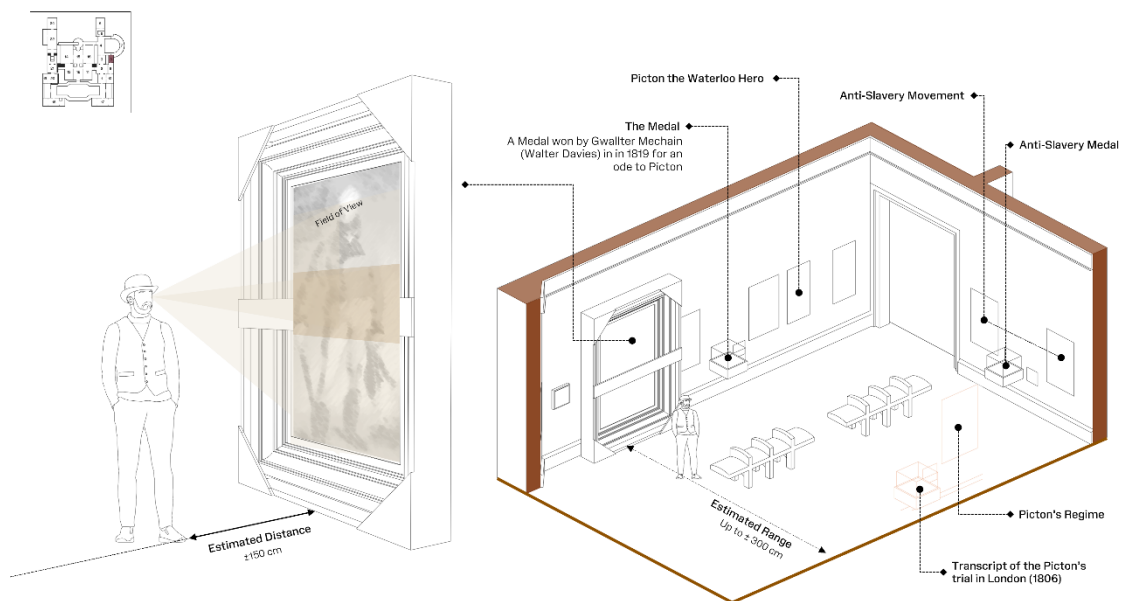 Field of View
Estimated Distance
±150 cm
Picton the Waterloo Hero
The Medal
A Medal won by Gwallter Mechain
(Walter Davies) in in 1819 for an
ode to Picton
Anti-Slavery Movement
Anti-Slavery Medal
Estimated Range
Up to ± 300 cm
Picton's Regime
Transcript of the Picton's
trial in London (1806)